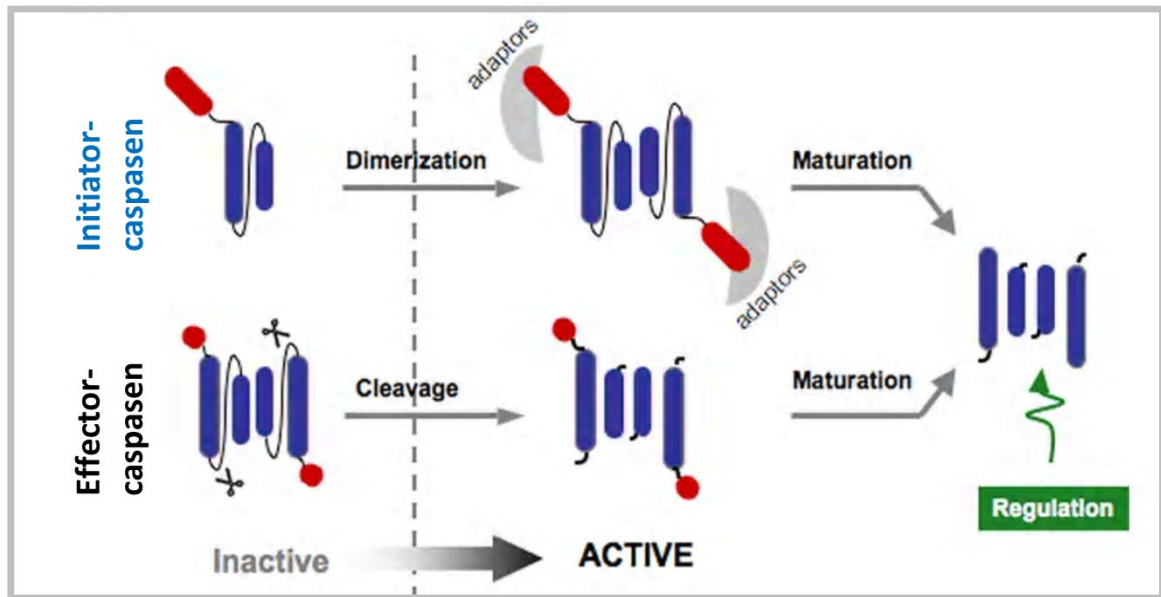 adaptors
Initiator-
caspasen
Dimerization
Maturation
adaptors
Effector-
caspasen
Cleavage
Maturation
Regulation
Inactive
ACTIVE